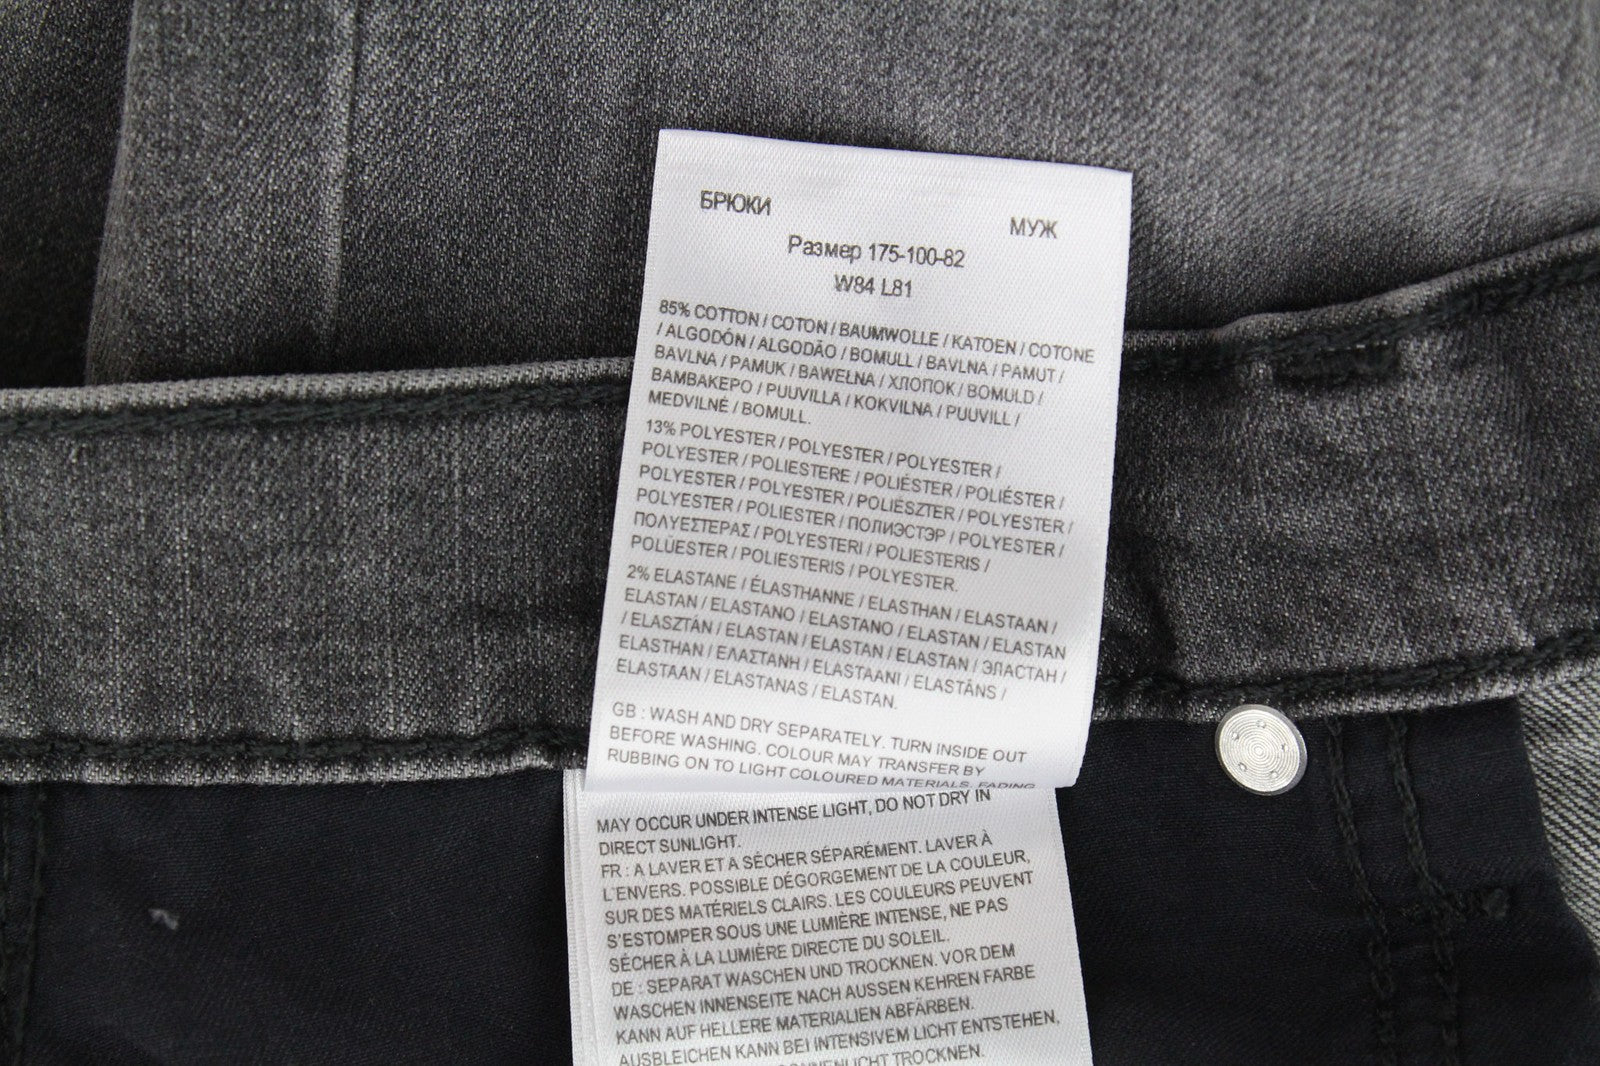 БРЮКИ
МУЖ
Размер 175-100-82
W84 L81
85% COTTON / COTON / BAUMWOLLE / KATOEN / COTONE
/ ALGODÓN / ALGODÃO / BOMULL / BAVLNA / PAMUT /
BAVLNA / PAMUK / BAWEŁNA / ХЛОПОК / BOMULD /
ΒΑΜΒΑΚΕΡΟ / PUUVILLA / KOKVILNA / PUUVILL /
MEDVILNĖ / BOMULL.
13% POLYESTER / POLYESTER / POLYESTER /
POLYESTER / POLIESTERE / POLIÉSTER / POLIÉSTER /
POLYESTER / POLYESTER / POLIÉSZTER / POLYESTER /
POLYESTER / POLIESTER / ПОЛИЭСТЭР / POLYESTER /
ΠΟΛΥΕΣΤΕΡΑΣ / POLYESTERI / POLIESTERIS /
POLÜESTER / POLIESTERIS / POLYESTER.
2% ELASTANE / ÉLASTHANNE / ELASTHAN / ELASTAAN /
ELASTAN / ELASTANO / ELASTANO / ELASTAN / ELASTAN
/ ELASZTÁN / ELASTAN / ELASTAN / ELASTAN / ЭЛАСТАН /
ELASTHAN / ΕΛΑΣΤΑΝΗ / ELASTAANI / ELASTĀNS /
ELASTAAN / ELASTANAS / ELASTAN.
GB : WASH AND DRY SEPARATELY. TURN INSIDE OUT
BEFORE WASHING. COLOUR MAY TRANSFER BY
RUBBING ON TO LIGHT COLOURED MATERIALS. FADING
MAY OCCUR UNDER INTENSE LIGHT, DO NOT DRY IN
DIRECT SUNLIGHT.
FR : A LAVER ET A SÉCHER SÉPARÉMENT. LAVER À
L'ENVERS. POSSIBLE DÉGORGEMENT DE LA COULEUR,
SUR DES MATÉRIELS CLAIRS. LES COULEURS PEUVENT
S'ESTOMPER SOUS UNE LUMIÈRE INTENSE, NE PAS
SÉCHER À LA LUMIÈRE DIRECTE DU SOLEIL.
DE : SEPARAT WASCHEN UND TROCKNEN. VOR DEM
WASCHEN INNENSEITE NACH AUSSEN KEHREN FARBE
KANN AUF HELLERE MATERIALIEN ABFÄRBEN.
AUSBLEICHEN KANN BEI INTENSIVEM LICHT ENTSTEHEN,
TROCKNEN.